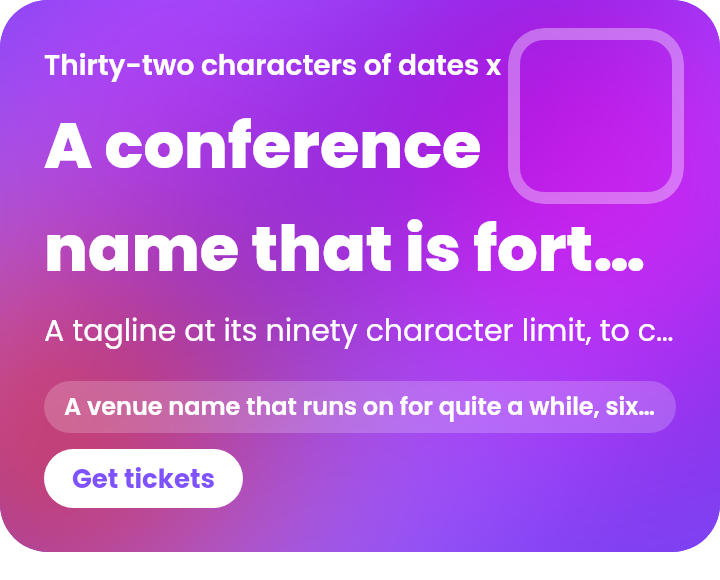 Thirty-two characters of dates x
A conference
name that is fort…
A tagline at its ninety character limit, to c…
A venue name that runs on for quite a while, six…
Get tickets